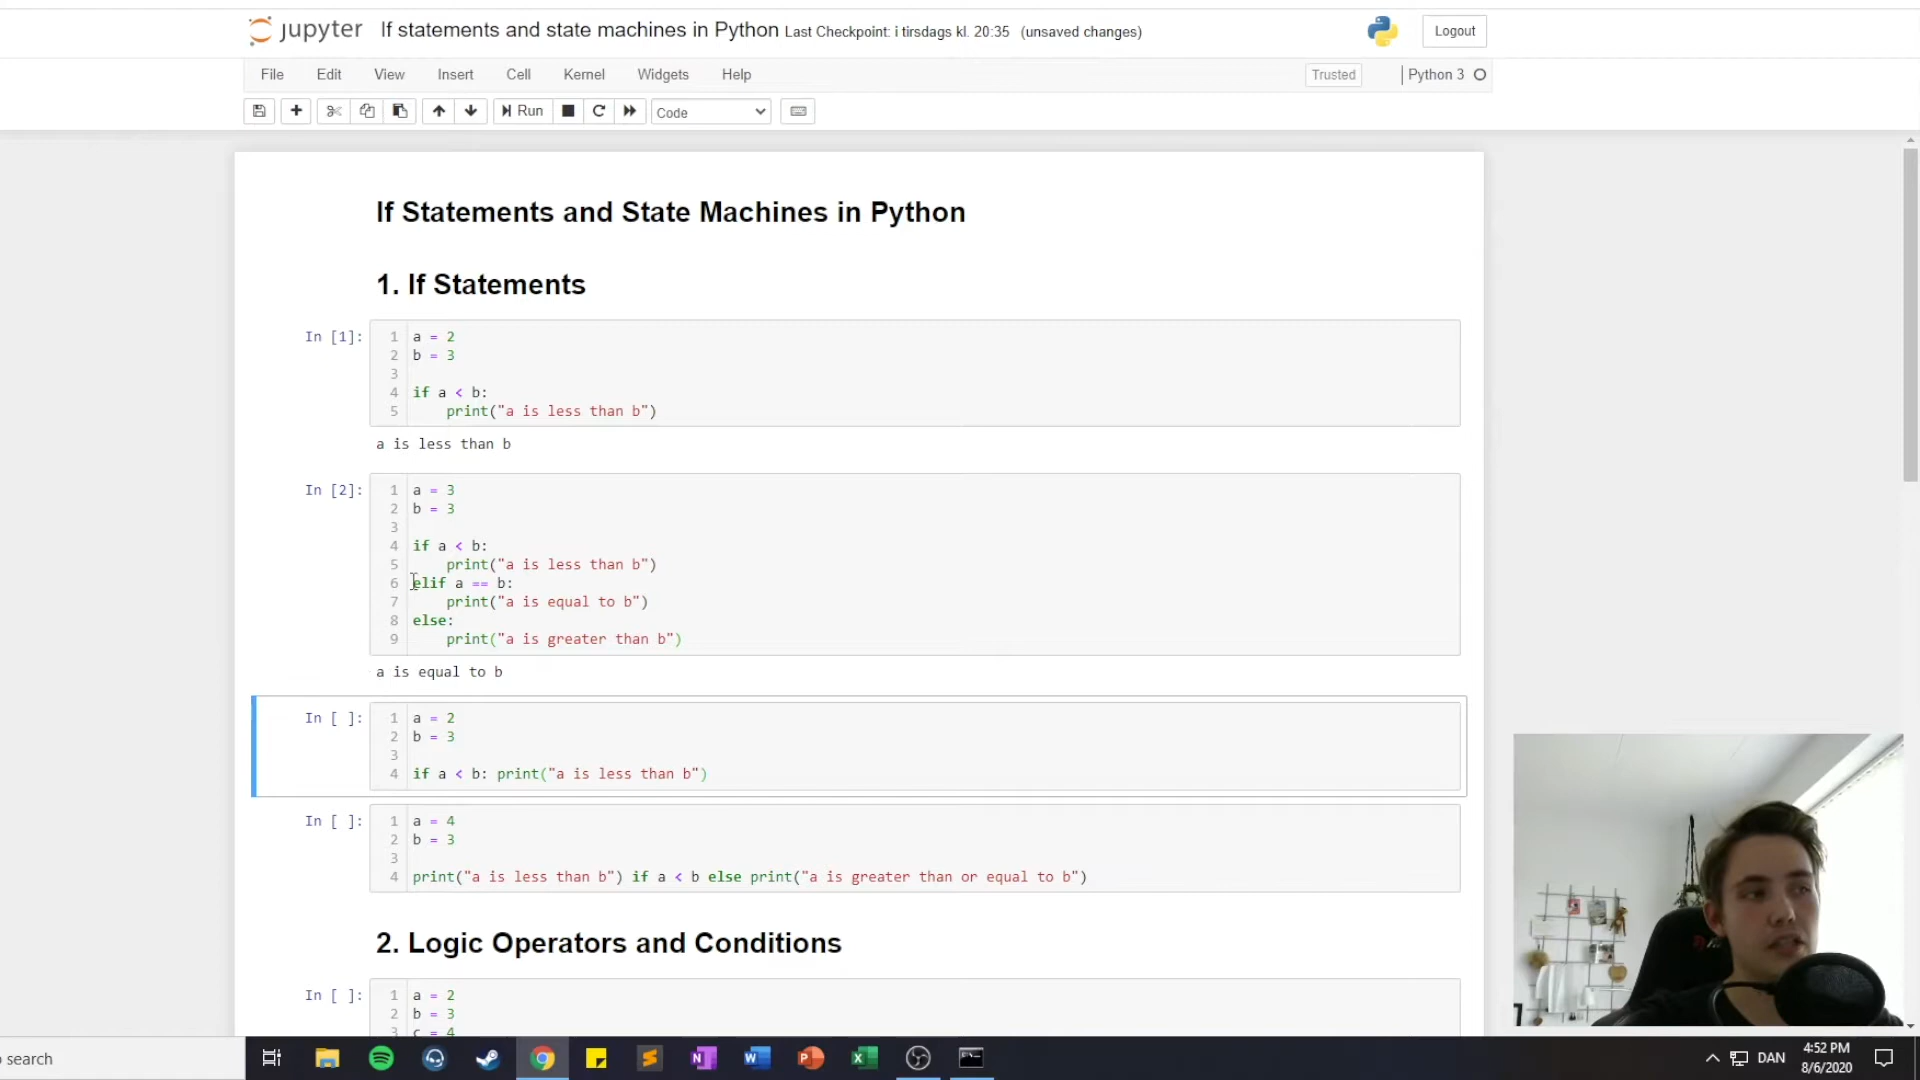 jupyter If statements and state machines in Python Last Checkpoint: i tirsdags kl. 20:35 (unsaved changes) Logout
File Edit View Insert Cell Kernel Widgets Help Trusted Python 3
Run Code
If Statements and State Machines in Python
1. If Statements
In [1]:
1 a = 2
2 b = 3
3
4 if a < b:
5 print("a is less than b")
a is less than b
In [2]:
1 a = 3
2 b = 3
3
4 if a < b:
5 print("a is less than b")
6 elif a == b:
7 print("a is equal to b")
8 else:
9 print("a is greater than b")
a is equal to b
In [ ]:
1 a = 2
2 b = 3
3
4 if a < b: print("a is less than b")
In [ ]:
1 a = 4
2 b = 3
3
4 print("a is less than b") if a < b else print("a is greater than or equal to b")
2. Logic Operators and Conditions
In [ ]:
1 a = 2
2 b = 3
3 c = 4
search
DAN
4:52 PM
8/6/2020